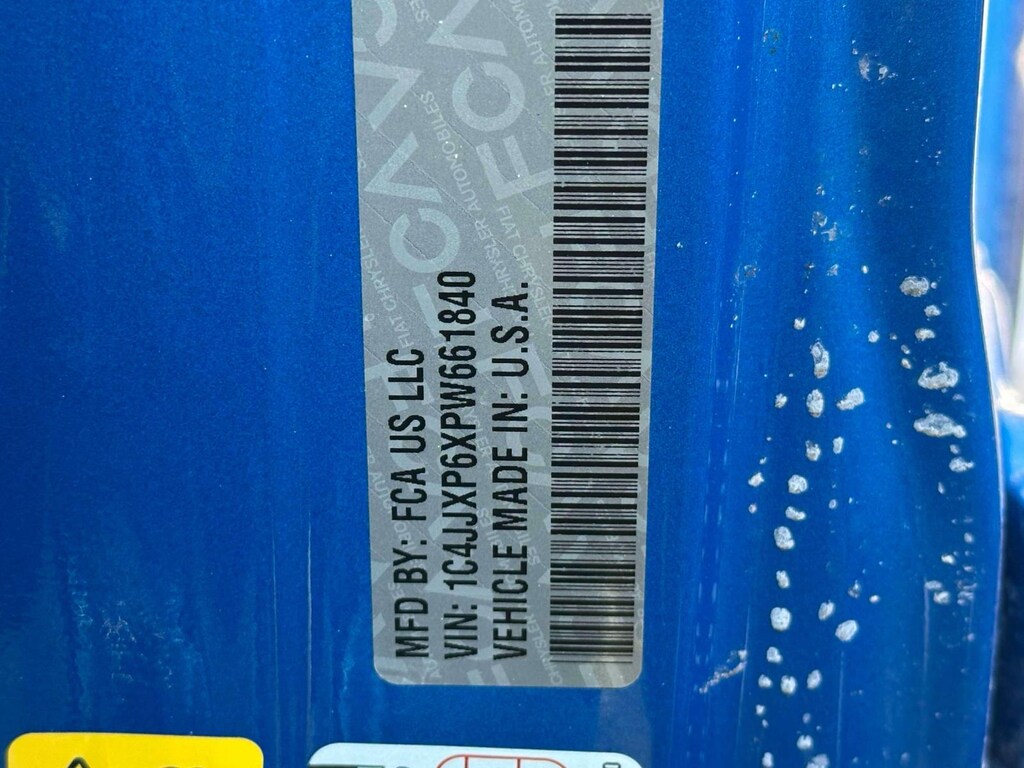 MFD BY: FCA US LLC
VIN: 1C4JJXP6XPW661840
VEHICLE MADE IN: U.S.A.